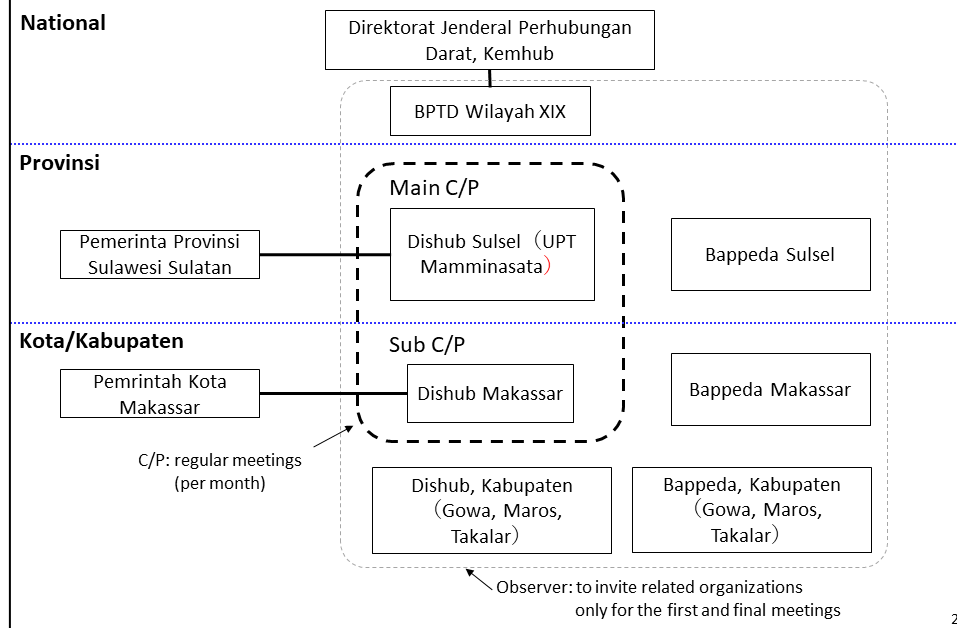 National
Direktorat Jenderal Perhubungan
Darat, Kemhub
BPTD Wilayah XIX
Provinsi
Main C/P
Pemerinta Provinsi
Sulawesi Sulatan
Dishub Sulsel（UPT
Mamminasata）
Bappeda Sulsel
Kota/Kabupaten
Sub C/P
Pemrintah Kota
Makassar
Dishub Makassar
Bappeda Makassar
C/P: regular meetings
(per month)
Dishub, Kabupaten
（Gowa, Maros,
Takalar）
Bappeda, Kabupaten
（Gowa, Maros,
Takalar）
Observer: to invite related organizations
only for the first and final meetings
2